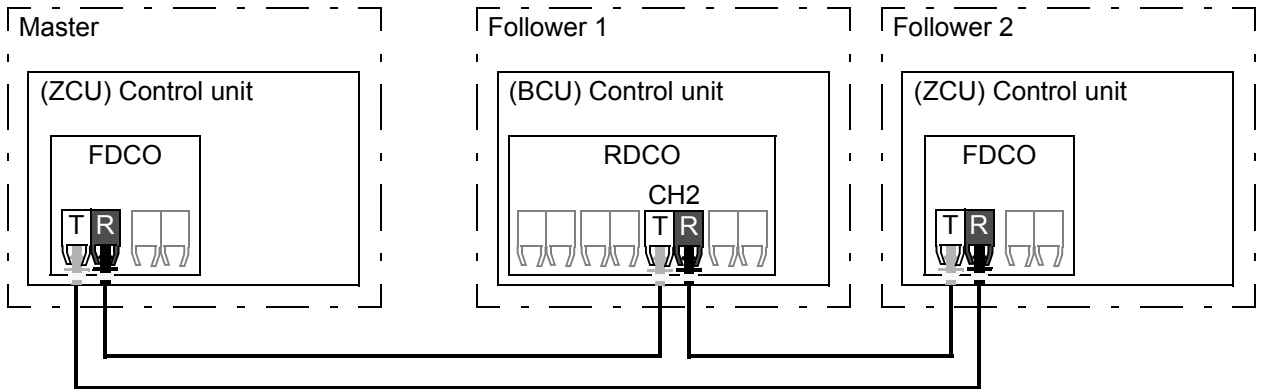 Master
Follower 1
Follower 2
(ZCU) Control unit
(BCU) Control unit
(ZCU) Control unit
FDCO
RDCO
FDCO
CH2
T R
T R
T R